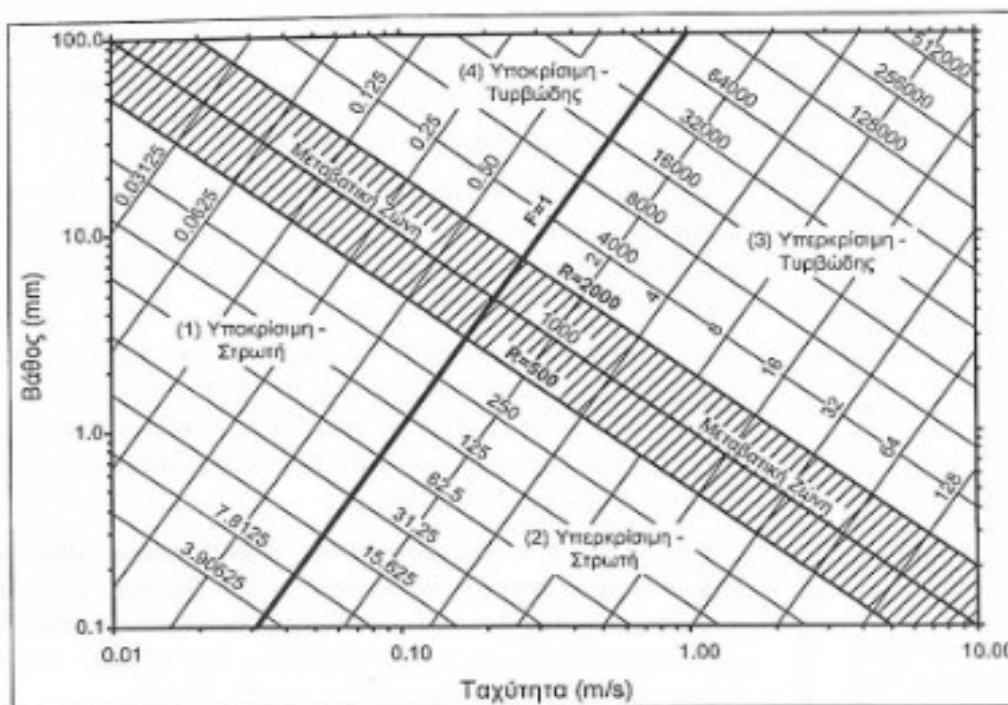 100.0
10.0
1.0
0.1
Βάθος (mm)
0.01
0.10
1.00
10.00
Ταχύτητα (m/s)
(4) Υποκρίσιμη -
Τυρβώδης
(3) Υπερκρίσιμη -
Τυρβώδης
(1) Υποκρίσιμη -
Στρωτή
(2) Υπερκρίσιμη -
Στρωτή
Μεταβατική Ζώνη
Μεταβατική Ζώνη
F=1
R=2000
1000
R=500
0.03125
0.0625
0.125
0.25
0.50
2
4
8
16
32
64
128
512000
256000
128000
64000
32000
16000
8000
4000
250
125
62.5
31.25
15.625
7.8125
3.90625